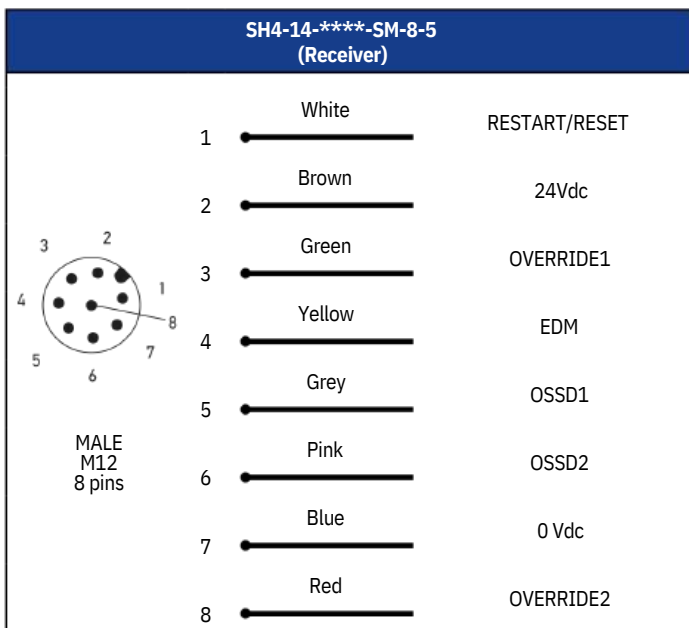 SH4-14-****-SM-8-5
(Receiver)
1 White RESTART/RESET
2 Brown 24Vdc
3 Green OVERRIDE1
4 Yellow EDM
5 Grey OSSD1
6 Pink OSSD2
7 Blue 0 Vdc
8 Red OVERRIDE2
3 2
4 1
8
5 7
6
MALE
M12
8 pins